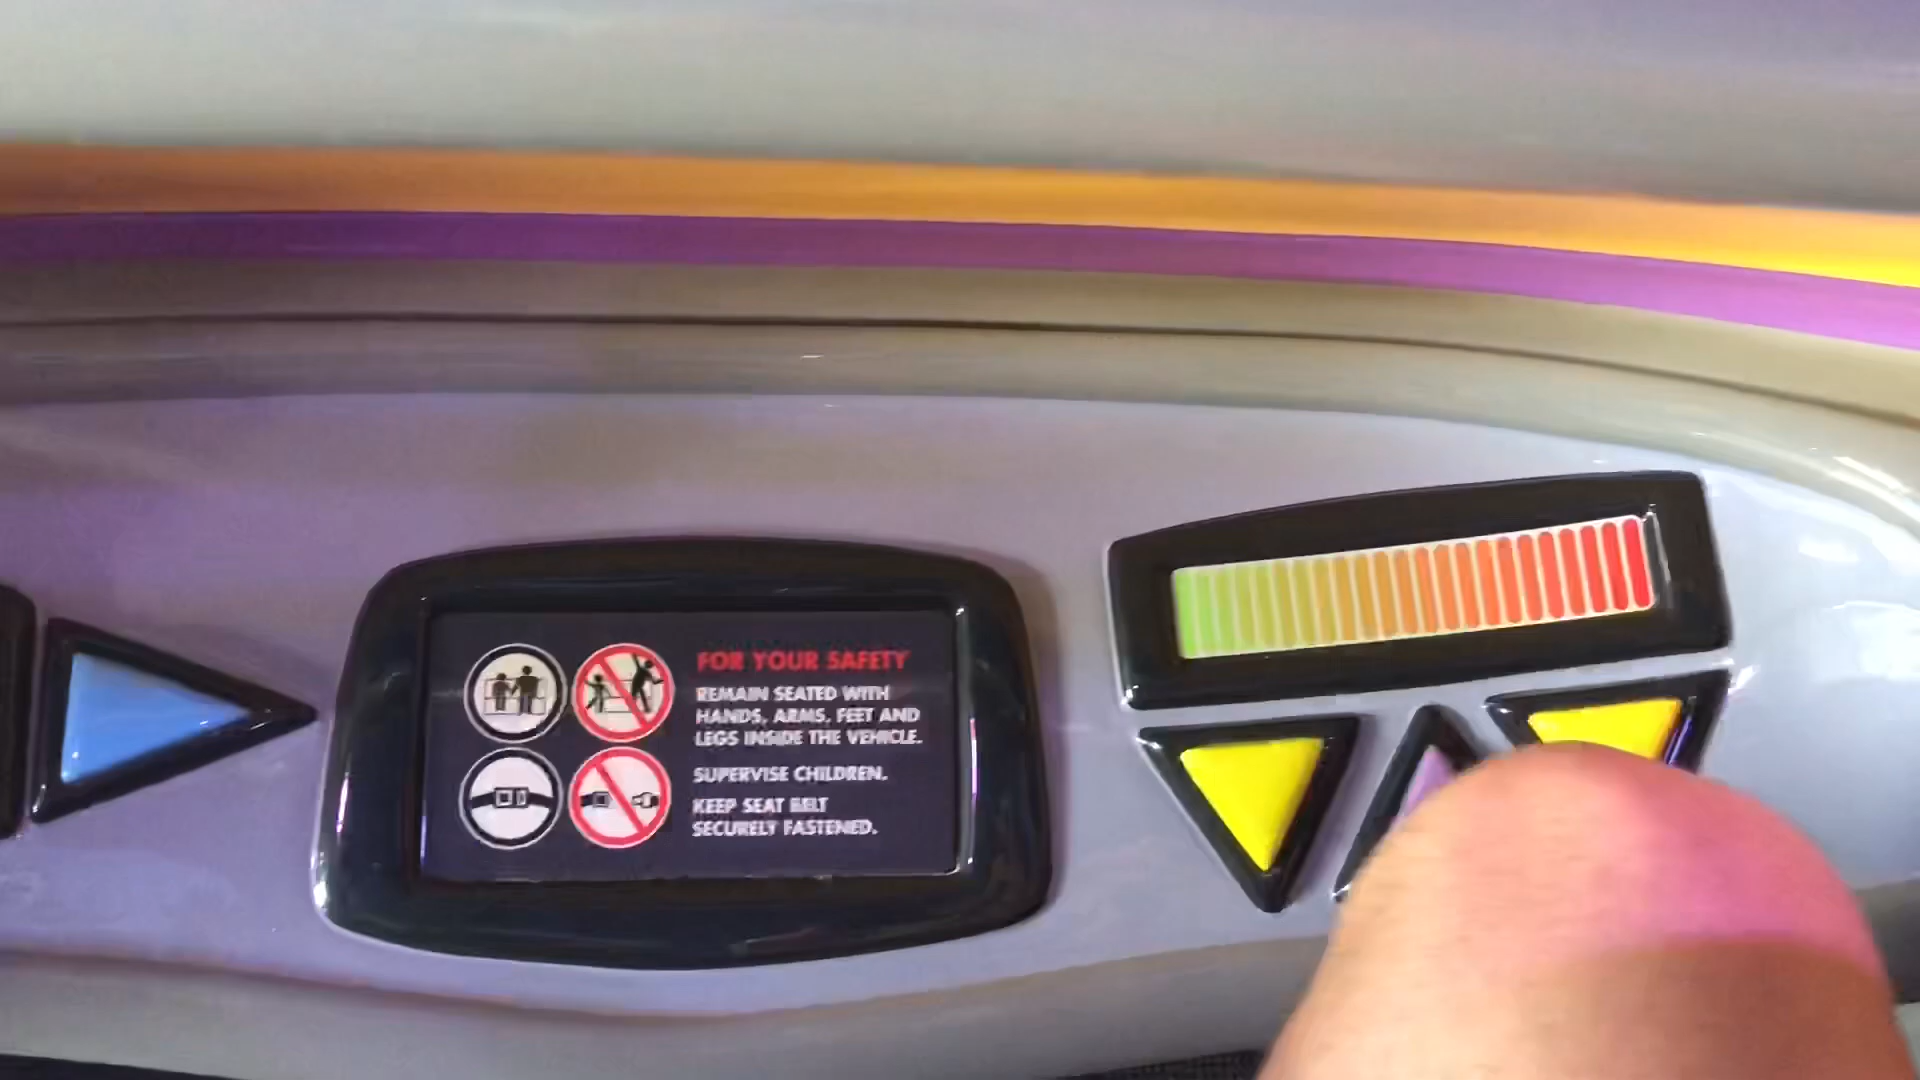 FOR YOUR SAFETY
REMAIN SEATED WITH
HANDS, ARMS, FEET AND
LEGS INSIDE THE VEHICLE.
SUPERVISE CHILDREN.
KEEP SEAT BELT
SECURELY FASTENED.